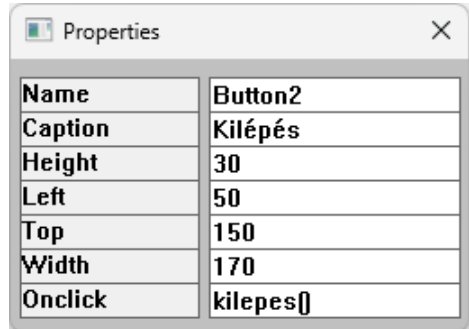 Properties
Name Button2
Caption Kilépés
Height 30
Left 50
Top 150
Width 170
Onclick kilepes()